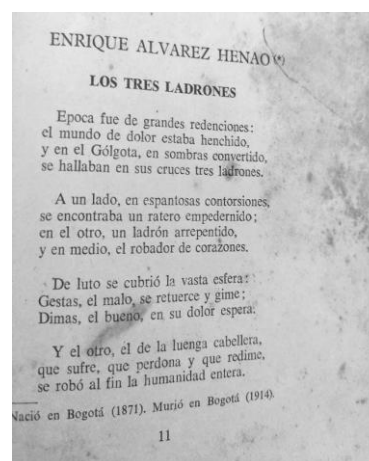 ENRIQUE ALVAREZ HENAO (*)
LOS TRES LADRONES
Epoca fue de grandes redenciones:
el mundo de dolor estaba henchido,
y en el Gólgota, en sombras convertido,
se hallaban en sus cruces tres ladrones.
A un lado, en espantosas contorsiones,
se encontraba un ratero empedernido;
en el otro, un ladrón arrepentido,
y en medio, el robador de corazones.
De luto se cubrió la vasta esfera:
Gestas, el malo, se retuerce y gime;
Dimas, el bueno, en su dolor espera.
Y el otro, el de la luenga cabellera,
que sufre, que perdona y que redime,
se robó al fin la humanidad entera.
Nació en Bogotá (1871). Murió en Bogotá (1914).
11